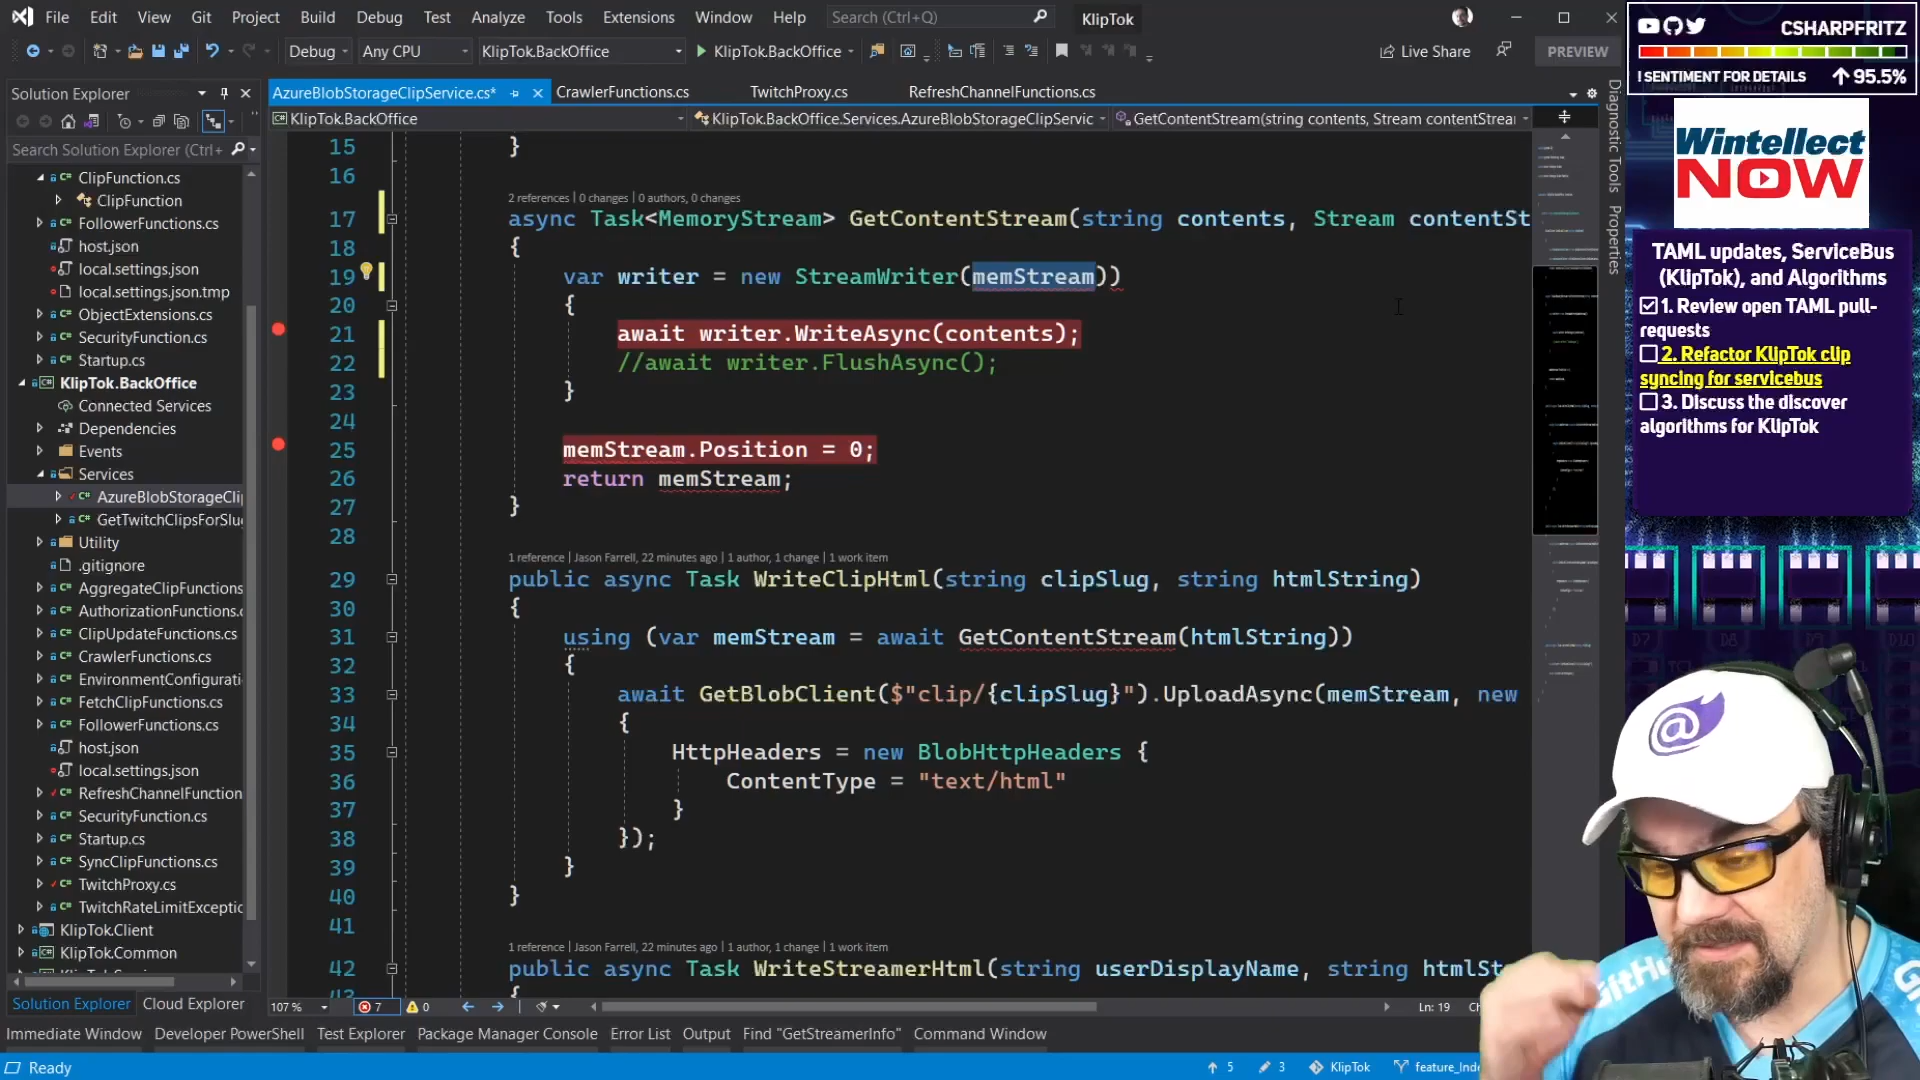 File Edit View Git Project Build Debug Test Analyze Tools Extensions Window Help Search (Ctrl+Q) KlipTok
Debug Any CPU KlipTok.BackOffice KlipTok.BackOffice Live Share PREVIEW
Solution Explorer
AzureBlobStorageClipService.cs* CrawlerFunctions.cs TwitchProxy.cs RefreshChannelFunctions.cs
KlipTok.BackOffice KlipTok.BackOffice.Services.AzureBlobStorageClipServic GetContentStream(string contents, Stream contentStrea
Search Solution Explorer (Ctrl+
ClipFunction.cs
ClipFunction
FollowerFunctions.cs
host.json
local.settings.json
local.settings.json.tmp
ObjectExtensions.cs
SecurityFunction.cs
Startup.cs
KlipTok.BackOffice
Connected Services
Dependencies
Events
Services
AzureBlobStorageCli
GetTwitchClipsForSlu
Utility
.gitignore
AggregateClipFunctions
AuthorizationFunctions.c
ClipUpdateFunctions.cs
CrawlerFunctions.cs
EnvironmentConfigurati
FetchClipFunctions.cs
FollowerFunctions.cs
host.json
local.settings.json
RefreshChannelFunction
SecurityFunction.cs
Startup.cs
SyncClipFunctions.cs
TwitchProxy.cs
TwitchRateLimitExceptic
KlipTok.Client
KlipTok.Common
Solution Explorer Cloud Explorer
15 }
16
2 references | 0 changes | 0 authors, 0 changes
17 async Task<MemoryStream> GetContentStream(string contents, Stream contentSt
18 {
19 var writer = new StreamWriter(memStream))
20 {
21 await writer.WriteAsync(contents);
22 //await writer.FlushAsync();
23 }
24
25 memStream.Position = 0;
26 return memStream;
27 }
28
1 reference | Jason Farrell, 22 minutes ago | 1 author, 1 change | 1 work item
29 public async Task WriteClipHtml(string clipSlug, string htmlString)
30 {
31 using (var memStream = await GetContentStream(htmlString))
32 {
33 await GetBlobClient($"clip/{clipSlug}").UploadAsync(memStream, new
34 {
35 HttpHeaders = new BlobHttpHeaders {
36 ContentType = "text/html"
37 }
38 });
39 }
40 }
41
1 reference | Jason Farrell, 22 minutes ago | 1 author, 1 change | 1 work item
42 public async Task WriteStreamerHtml(string userDisplayName, string htmlSt
{
107 % 7 0 Ln: 19
Immediate Window Developer PowerShell Test Explorer Package Manager Console Error List Output Find "GetStreamerInfo" Command Window
Ready 5 3 KlipTok feature_Ind
Diagnostic Tools
Properties
CSHARPFRITZ
! SENTIMENT FOR DETAILS 95.5%
Wintellect
NOW
TAML updates, ServiceBus
(KlipTok), and Algorithms
1. Review open TAML pull-
requests
2. Refactor KlipTok clip
syncing for servicebus
3. Discuss the discover
algorithms for KlipTok
D7 D8 D9 D10
@
GitHu